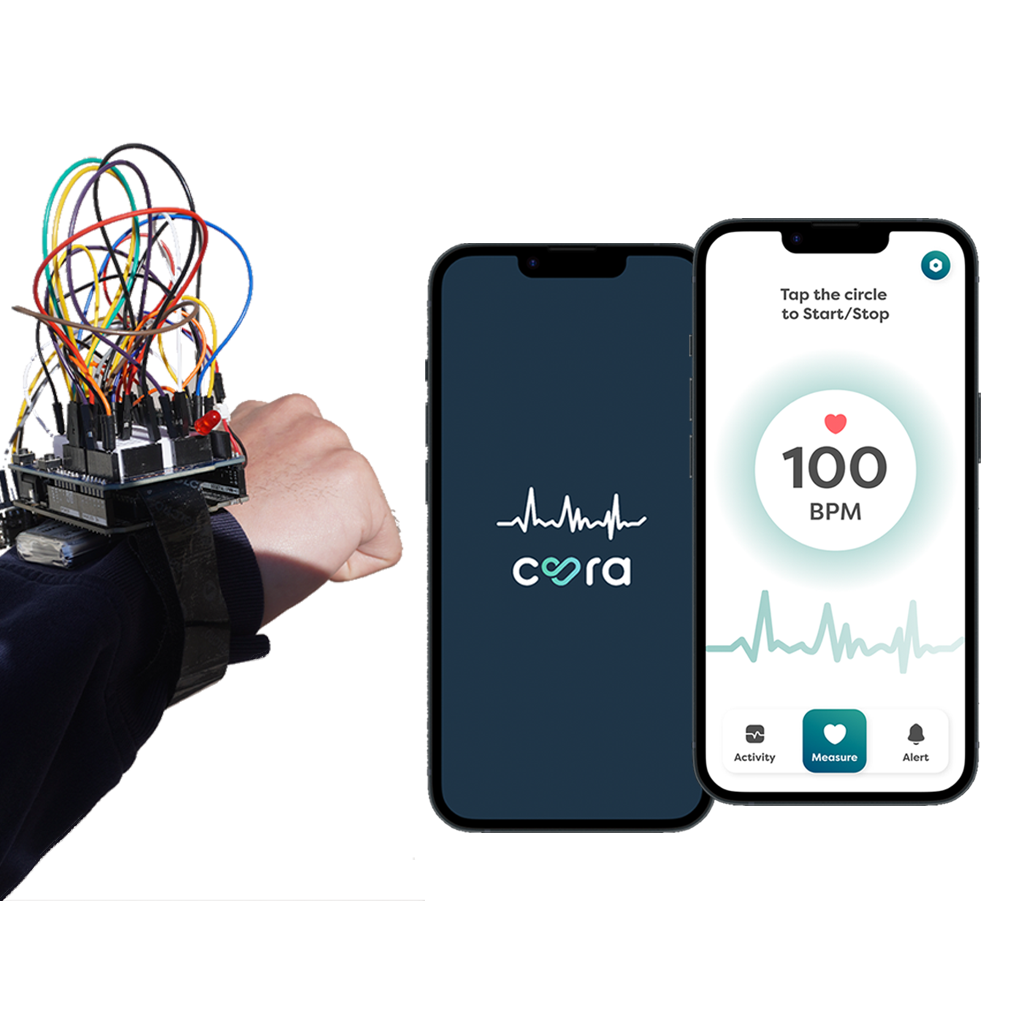 cora
Tap the circle
to Start/Stop
100
BPM
Activity
Measure
Alert